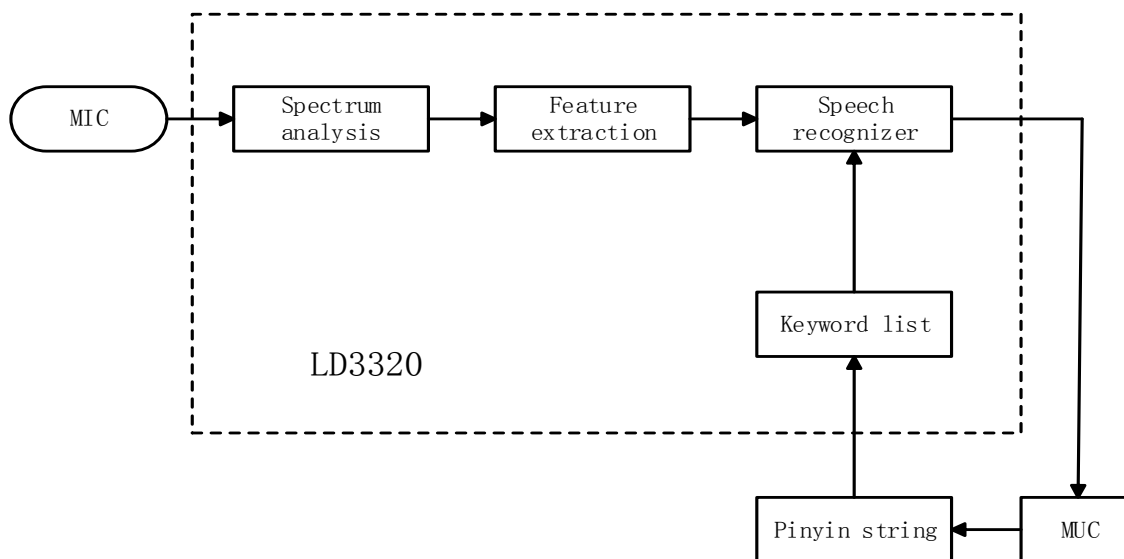 MIC
Spectrum
analysis
Feature
extraction
Speech
recognizer
Keyword list
LD3320
Pinyin string
MUC